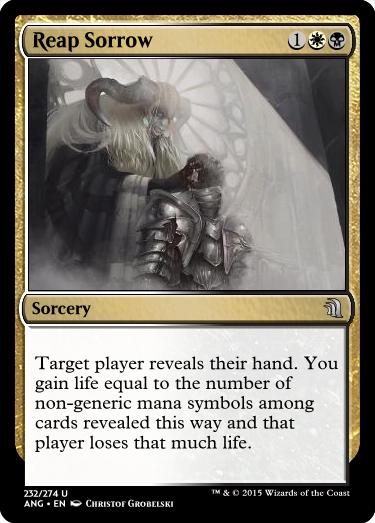 Reap Sorrow 1
Sorcery
Target player reveals their hand. You
gain life equal to the number of
non-generic mana symbols among
cards revealed this way and that
player loses that much life.
232/274 U
ANG • EN Christof Grobelski
™ & © 2015 Wizards of the Coast